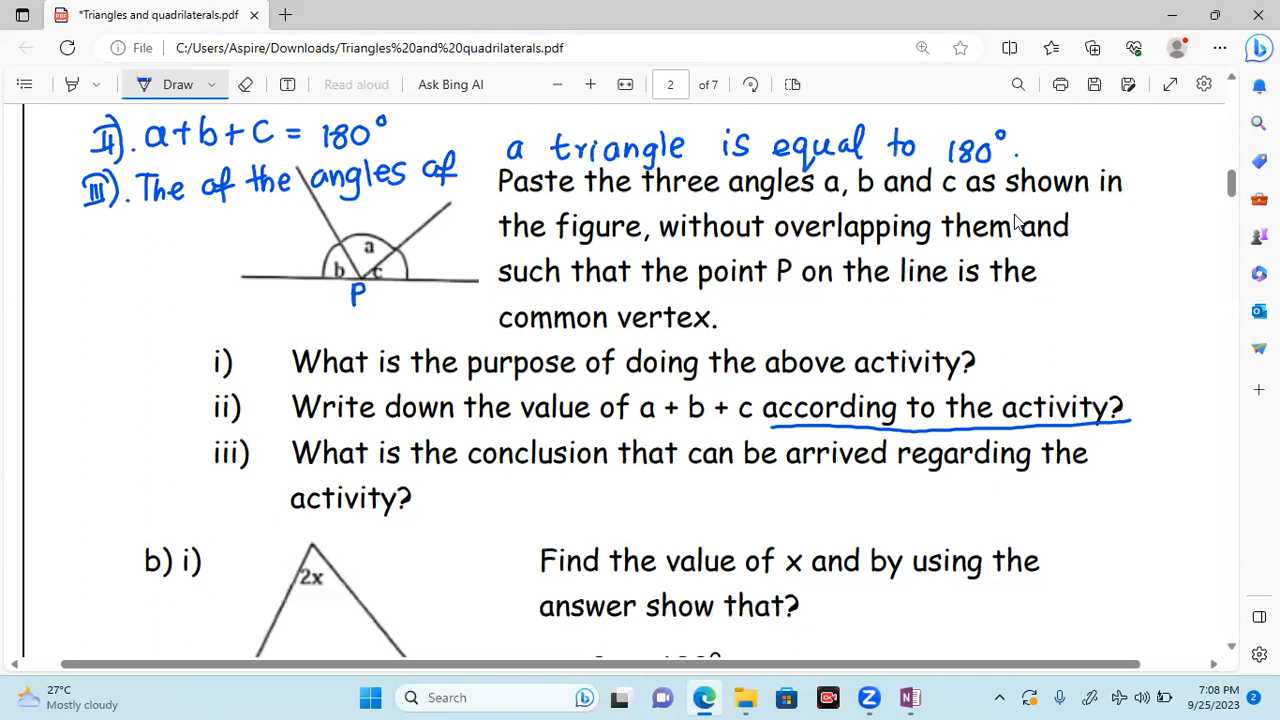 *Triangles and quadrilaterals.pdf
File
C:/Users/Aspire/Downloads/Triangles%20and%20quadrilaterals.pdf
Draw
Read aloud
Ask Bing AI
2 of 7
II). a+b+c = 180°
a triangle is equal to 180°.
III). The of the angles of
Paste the three angles a, b and c as shown in
the figure, without overlapping them and
such that the point P on the line is the
common vertex.
a
b
c
P
i) What is the purpose of doing the above activity?
ii) Write down the value of a + b + c according to the activity?
iii) What is the conclusion that can be arrived regarding the
activity?
b) i)
2x
Find the value of x and by using the
answer show that?
27°C
Mostly cloudy
Search
7:08 PM
9/25/2023
2